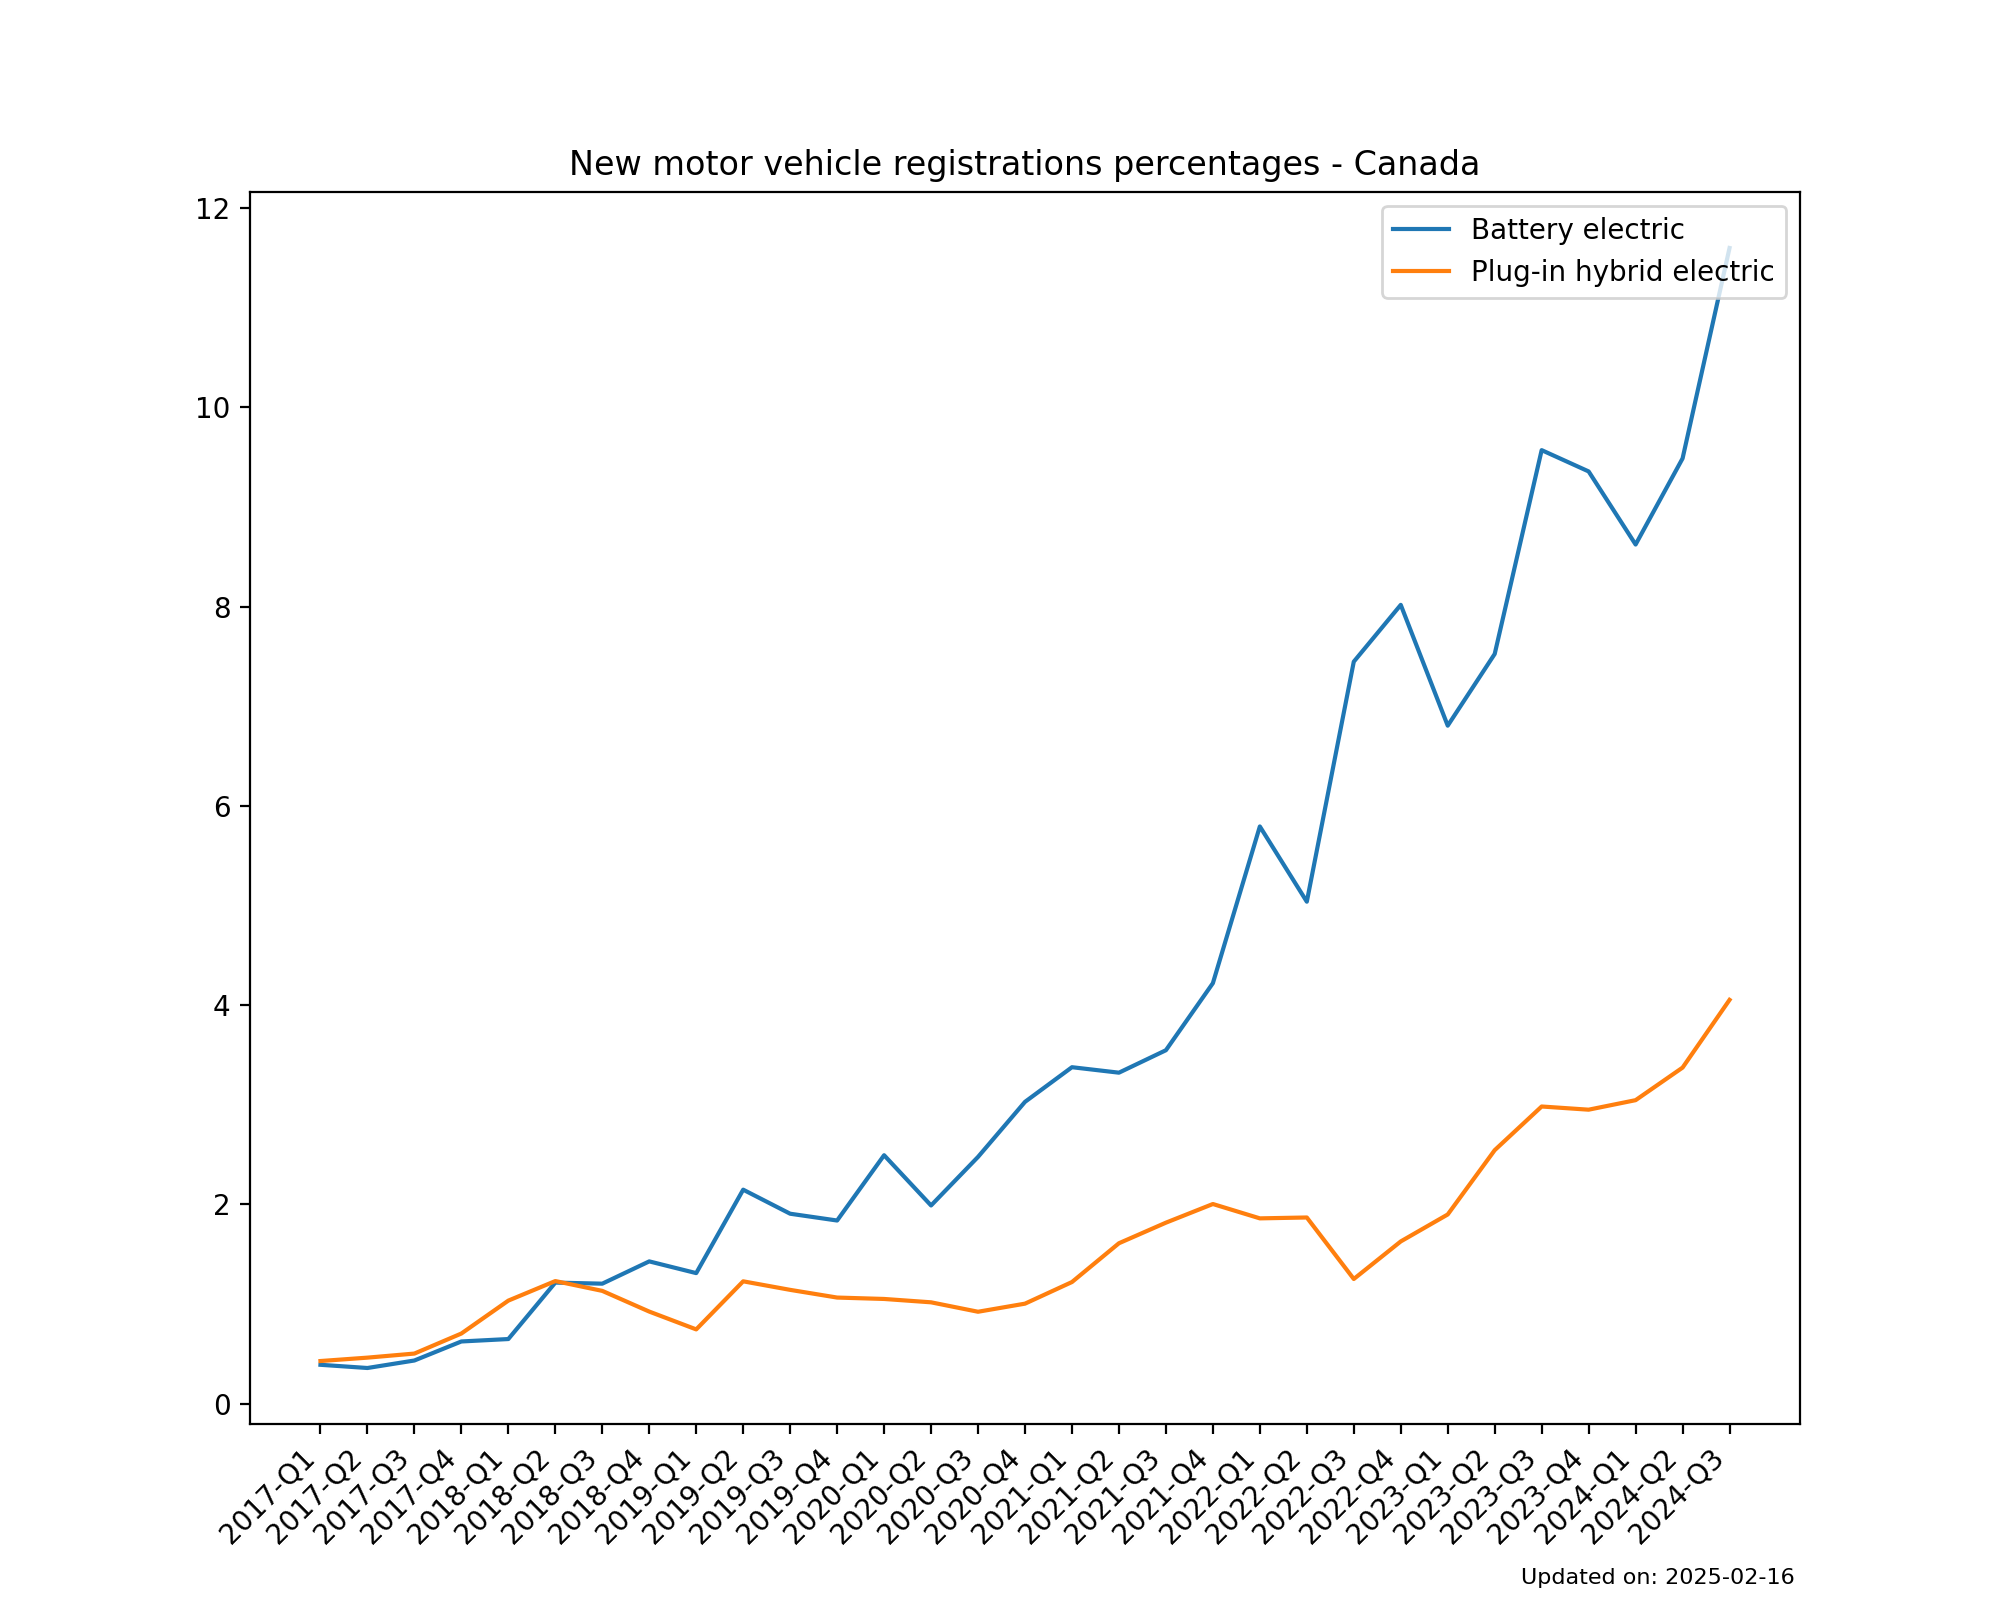 New motor vehicle registrations percentages - Canada
Battery electric
Plug-in hybrid electric
12
10
8
6
4
2
0
2017-Q1
2017-Q2
2017-Q3
2017-Q4
2018-Q1
2018-Q2
2018-Q3
2018-Q4
2019-Q1
2019-Q2
2019-Q3
2019-Q4
2020-Q1
2020-Q2
2020-Q3
2020-Q4
2021-Q1
2021-Q2
2021-Q3
2021-Q4
2022-Q1
2022-Q2
2022-Q3
2022-Q4
2023-Q1
2023-Q2
2023-Q3
2023-Q4
2024-Q1
2024-Q2
2024-Q3
Updated on: 2025-02-16